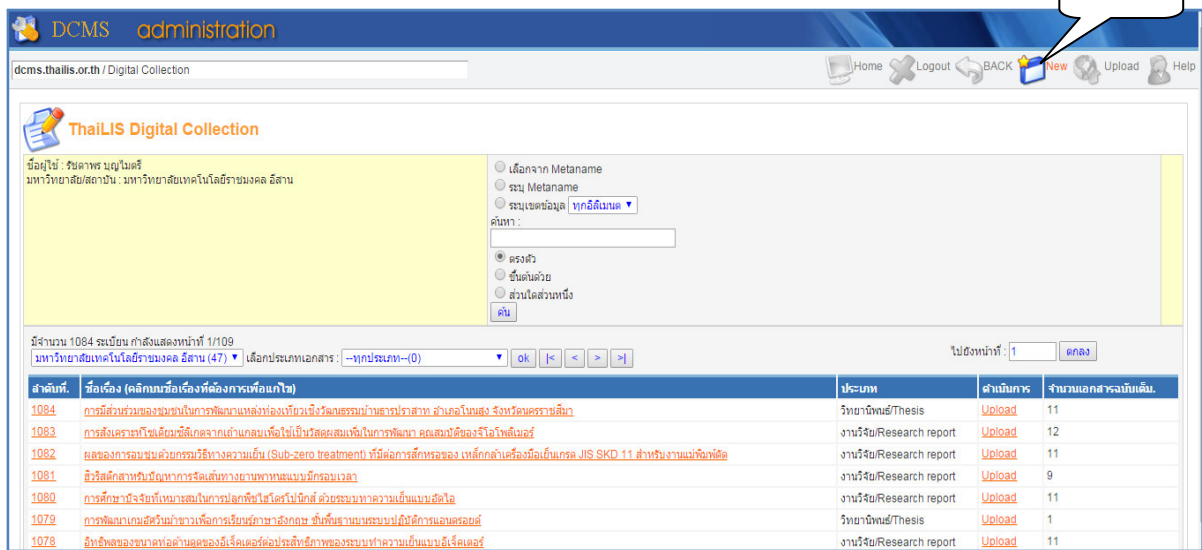 DCMS administration
dcms.thailis.or.th / Digital Collection
Home Logout BACK New Upload Help
ThaiLIS Digital Collection
ชื่อผู้ใช้ : รัชดาพร บุญไมตรี
มหาวิทยาลัย/สถาบัน : มหาวิทยาลัยเทคโนโลยีราชมงคล อีสาน
เลือกจาก Metaname
ระบุ Metaname
ระบุเขตข้อมูล ทุกอิลิเมนต
ค้นหา :
ตรงตัว
ขึ้นต้นด้วย
ส่วนใดส่วนหนึ่ง
ค้น
มีจำนวน 1084 ระเบียน กำลังแสดงหน้าที่ 1/109
มหาวิทยาลัยเทคโนโลยีราชมงคล อีสาน (47) เลือกประเภทเอกสาร : --ทุกประเภท--(0) ok |< < > >| ไปยังหน้าที่ : 1 ตกลง
ลำดับที่. ชื่อเรื่อง (คลิกบนชื่อเรื่องที่ต้องการเพื่อแก้ไข) ประเภท ดำเนินการ จำนวนเอกสารฉบับเต็ม.
1084 การมีส่วนร่วมของชุมชนในการพัฒนาแหล่งท่องเที่ยวเชิงวัฒนธรรมบ้านธารปราสาท อำเภอโนนสูง จังหวัดนครราชสีมา วิทยานิพนธ์/Thesis Upload 11
1083 การสังเคราะห์โซเดียมซิลิเกตจากเถ้าแกลบเพื่อใช้เป็นวัสดุผสมเพิ่มในการพัฒนา คุณสมบัติของจีโอโพลิเมอร์ งานวิจัย/Research report Upload 12
1082 ผลของการอบชุบด้วยกรรมวิธีทางความเย็น (Sub-zero treatment) ที่มีต่อการสึกหรอของ เหล็กกล้าเครื่องมือเย็นเกรด JIS SKD 11 สำหรับงานแม่พิมพ์ตัด งานวิจัย/Research report Upload 11
1081 ฮิวริสติกสาหรับปัญหาการจัดเส้นทางยานพาหนะแบบมีกรอบเวลา งานวิจัย/Research report Upload 9
1080 การศึกษาปัจจัยที่เหมาะสมในการปลูกพืชไฮโดรโปนิกส์ ด้วยระบบทาความเย็นแบบอัดไอ งานวิจัย/Research report Upload 11
1079 การพัฒนาเกมอัศวินม้าขาวเพื่อการเรียนรู้ภาษาอังกฤษ ขั้นพื้นฐานบนระบบปฏิบัติการแอนดรอยด์ วิทยานิพนธ์/Thesis Upload 1
1078 อิทธิพลของขนาดท่อด้านดูดของอีเจ็คเตอร์ต่อประสิทธิภาพของระบบทำความเย็นแบบอีเจ็คเตอร์ งานวิจัย/Research report Upload 11